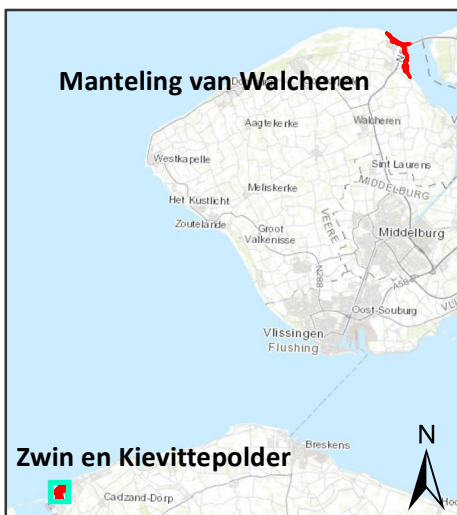 Manteling van Walcheren
Aagtekerke
Walcheren
Westkapelle
Sint Laurens
MIDDELBURG
Meliskerke
Het Kustlicht
Zoutelande
VEERE
Groot
Valkenisse
Middelburg
N288
A58
Oost-Souburg
Vlissingen
Flushing
Breskens
Zwin en Kievittepolder
N
Cadzand-Dorp